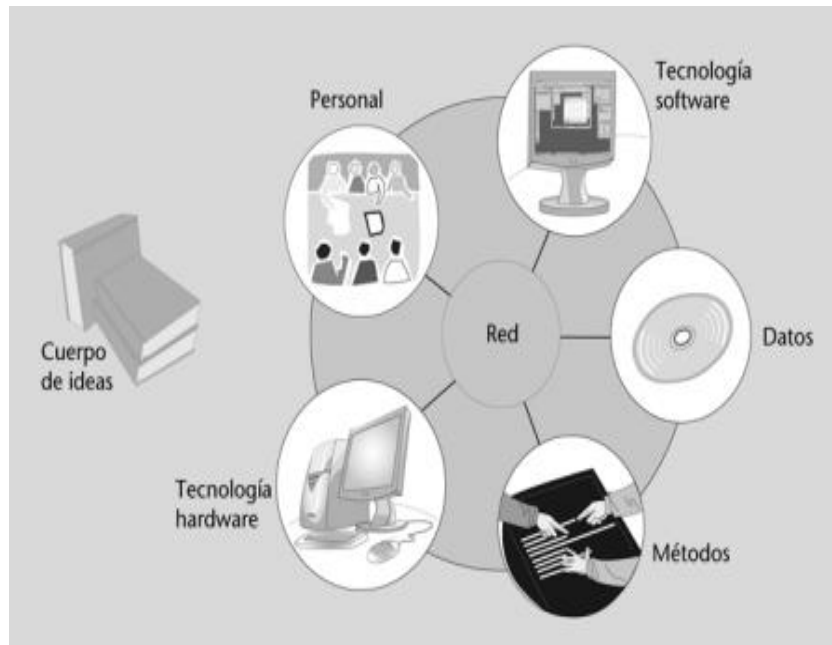 Tecnología
software
Personal
Red
Datos
Cuerpo
de ideas
Tecnología
hardware
Métodos